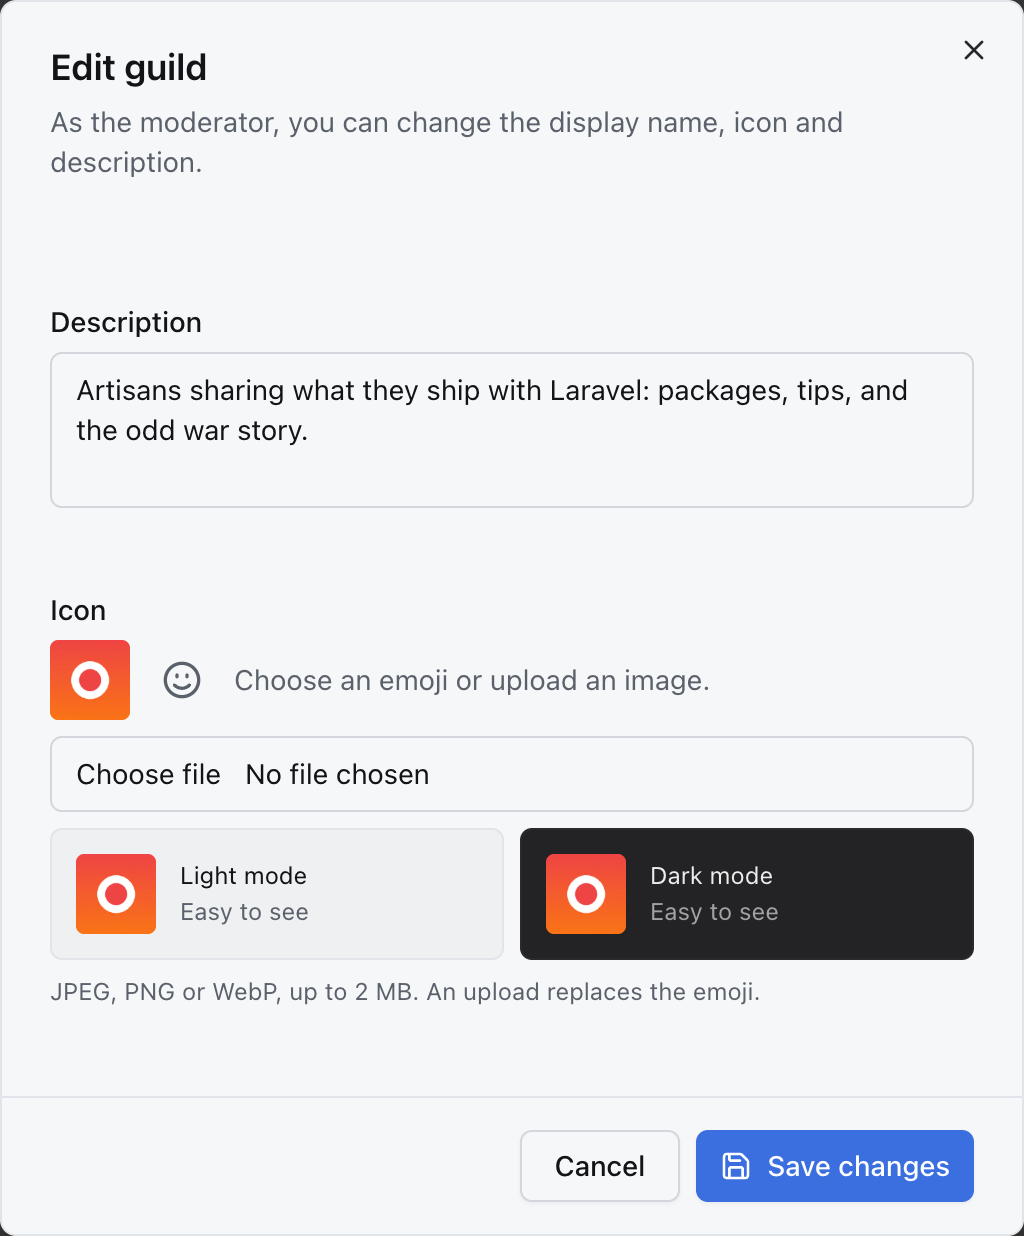 Edit guild
As the moderator, you can change the display name, icon and
description.
Description
Artisans sharing what they ship with Laravel: packages, tips, and
the odd war story.
Icon
Choose an emoji or upload an image.
Choose file No file chosen
Light mode
Easy to see
Dark mode
Easy to see
JPEG, PNG or WebP, up to 2 MB. An upload replaces the emoji.
Cancel
Save changes